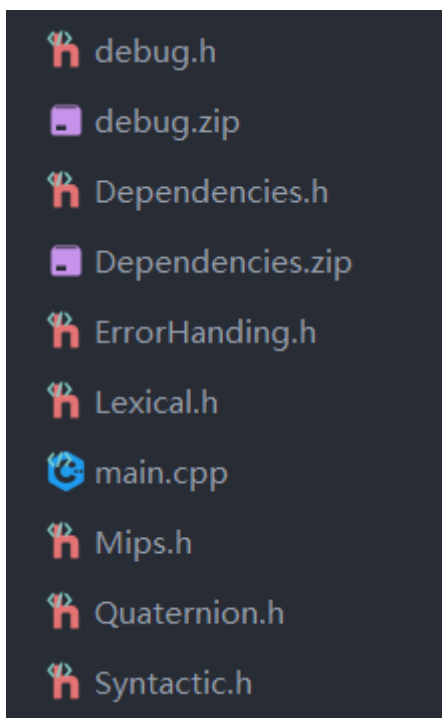 debug.h
debug.zip
Dependencies.h
Dependencies.zip
ErrorHanding.h
Lexical.h
main.cpp
Mips.h
Quaternion.h
Syntactic.h